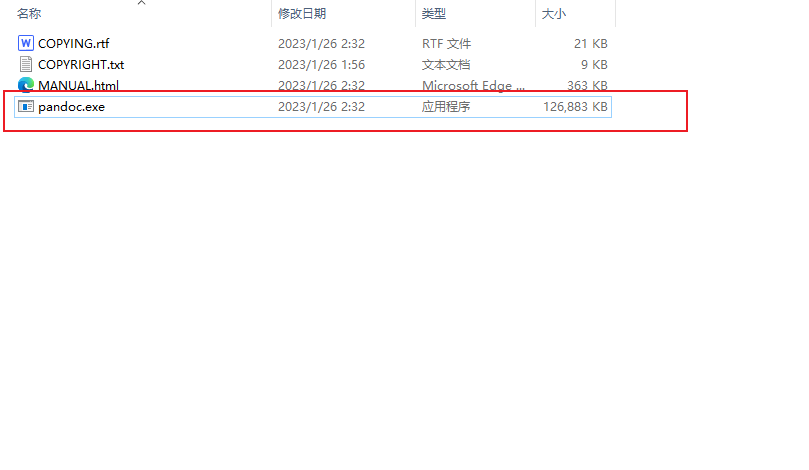 名称 修改日期 类型 大小
COPYING.rtf 2023/1/26 2:32 RTF 文件 21 KB
COPYRIGHT.txt 2023/1/26 1:56 文本文档 9 KB
MANUAL.html 2023/1/26 2:32 Microsoft Edge ... 363 KB
pandoc.exe 2023/1/26 2:32 应用程序 126,883 KB